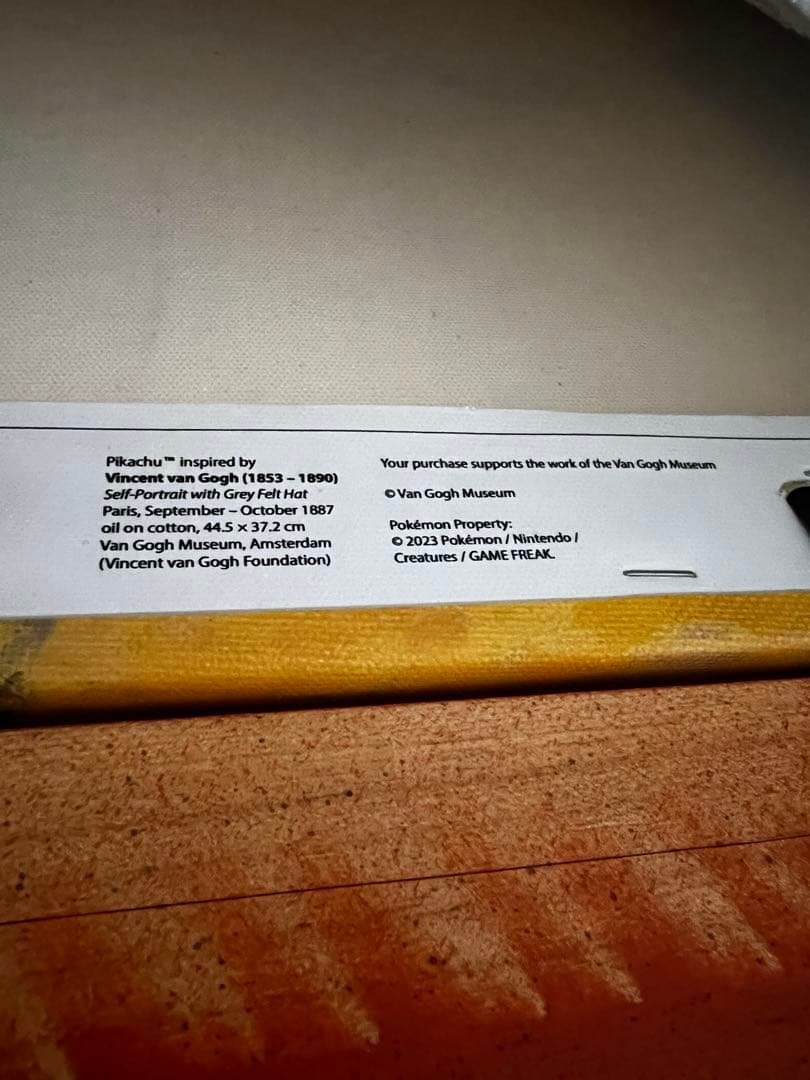 Pikachu™ inspired by
Vincent van Gogh (1853 – 1890)
Self-Portrait with Grey Felt Hat
Paris, September – October 1887
oil on cotton, 44.5 × 37.2 cm
Van Gogh Museum, Amsterdam
(Vincent van Gogh Foundation)
Your purchase supports the work of the Van Gogh Museum
© Van Gogh Museum
Pokémon Property:
© 2023 Pokémon / Nintendo /
Creatures / GAME FREAK.